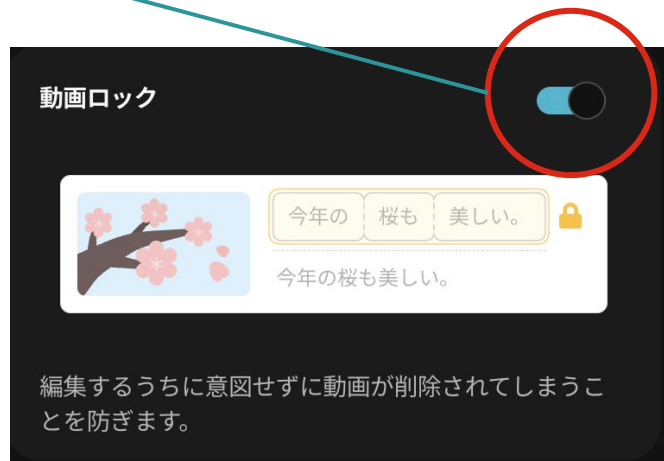 動画ロック
今年の 桜も 美しい。
今年の桜も美しい。
編集するうちに意図せずに動画が削除されてしまうこ
とを防ぎます。